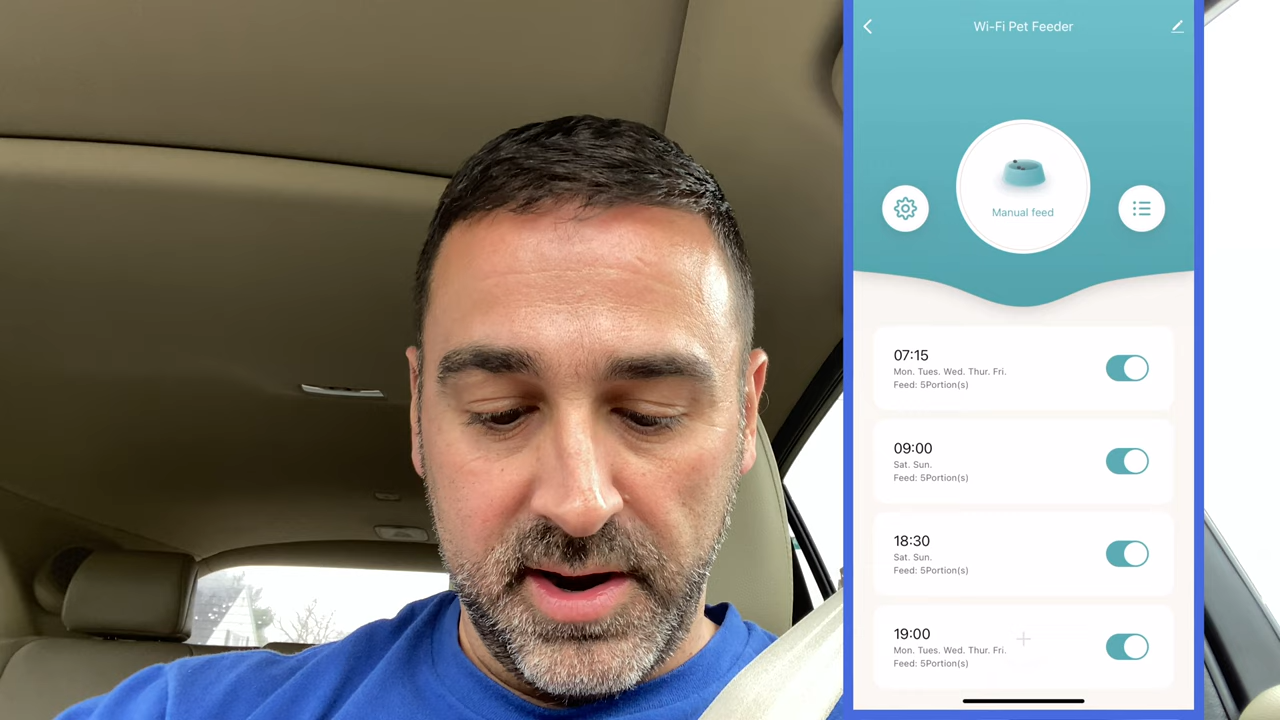 Wi-Fi Pet Feeder
Manual feed
07:15
Mon. Tues. Wed. Thur. Fri.
Feed: 5Portion(s)
09:00
Sat. Sun.
Feed: 5Portion(s)
18:30
Sat. Sun.
Feed: 5Portion(s)
19:00
Mon. Tues. Wed. Thur. Fri.
Feed: 5Portion(s)